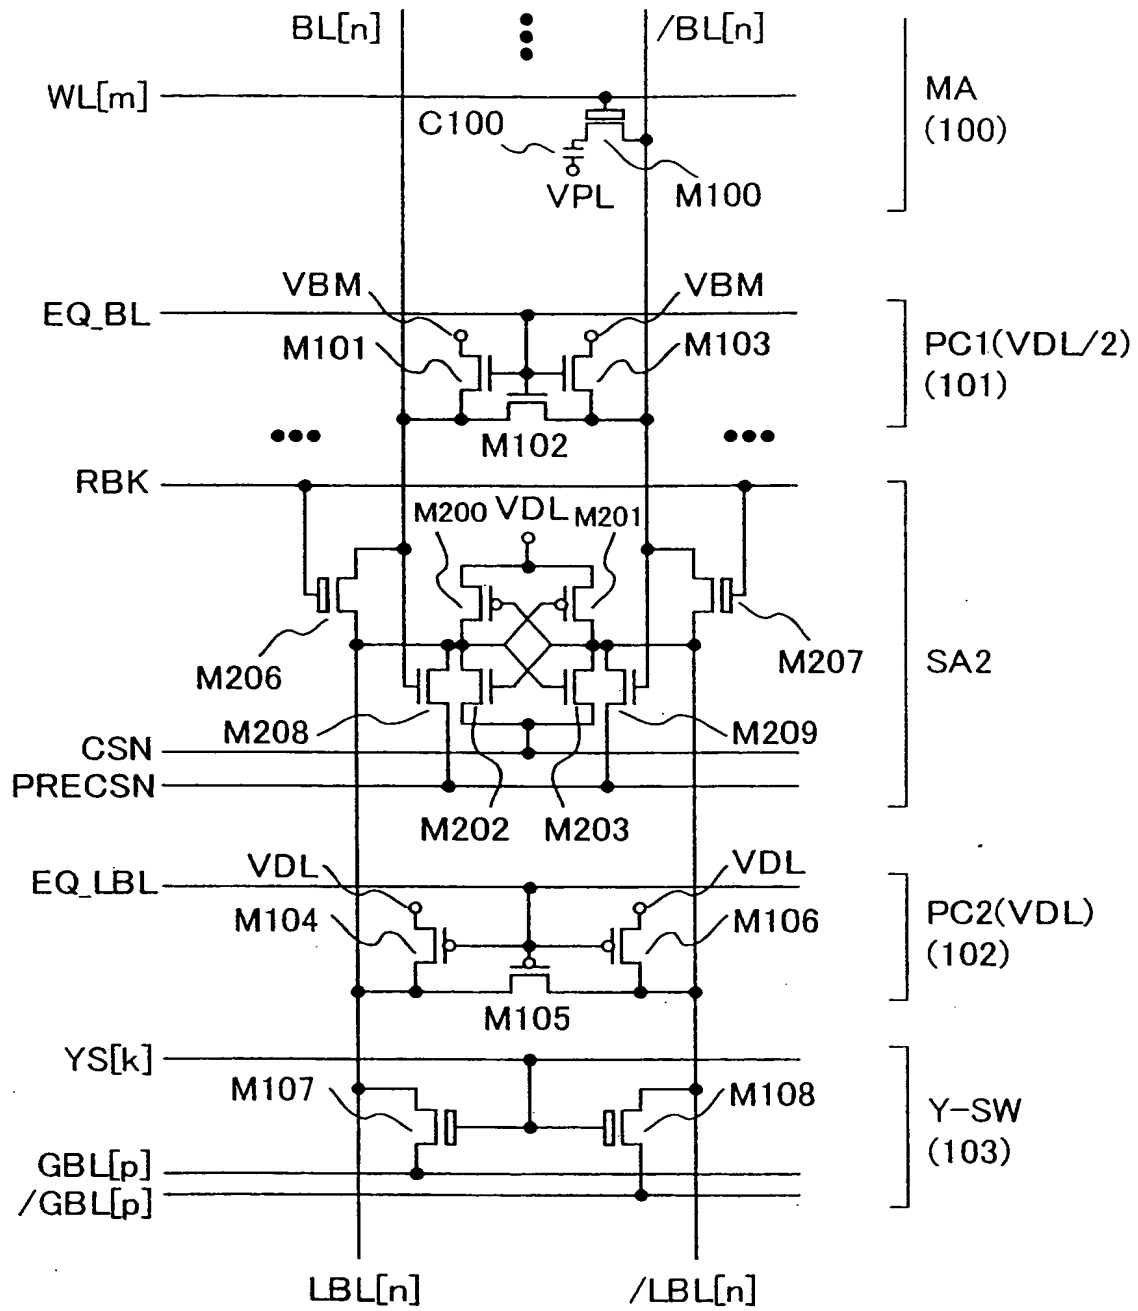 BL[n]
/BL[n]
WL[m]
C100
VPL
M100
MA
(100)
EQ_BL
VBM
VBM
M101
M103
M102
PC1(VDL/2)
(101)
RBK
M200
VDL
M201
M206
M207
M208
M209
SA2
CSN
PRECSN
M202
M203
EQ_LBL
VDL
VDL
M104
M106
M105
PC2(VDL)
(102)
YS[k]
M107
M108
Y-SW
(103)
GBL[p]
/GBL[p]
LBL[n]
/LBL[n]